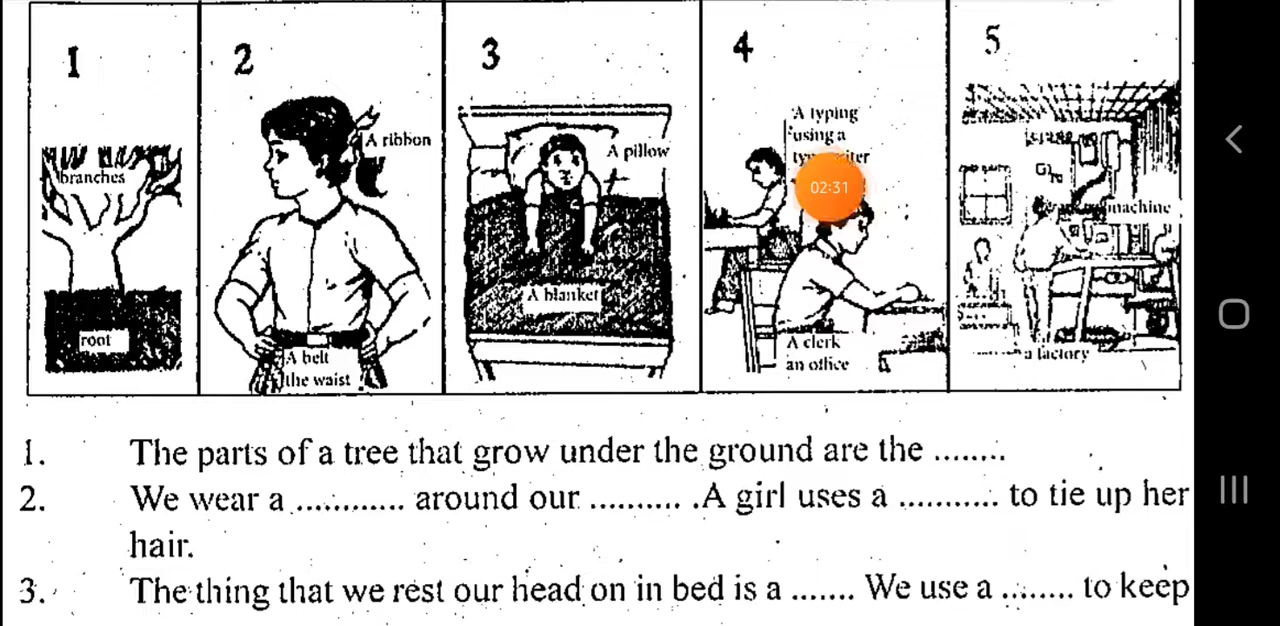 1
2
3
4
5
branches
root
A ribbon
A belt
the waist
A pillow
A blanket
A typing
using a
02:31
A clerk
an office
machine
a factory
1. The parts of a tree that grow under the ground are the ........
2. We wear a ............ around our .......... .A girl uses a ........... to tie up her
hair.
3. The thing that we rest our head on in bed is a ....... We use a ........ to keep